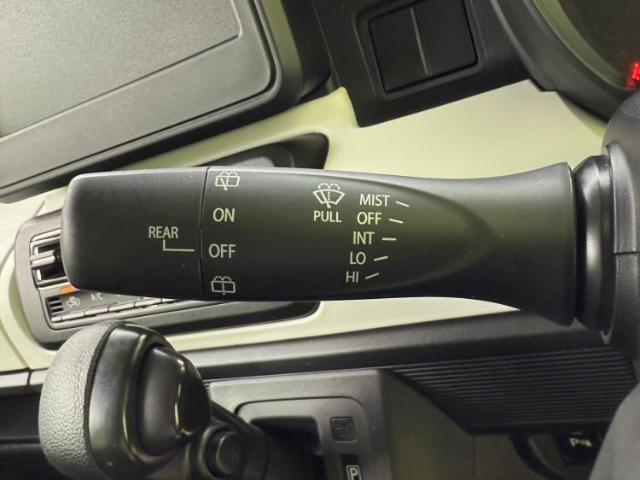 ON
REAR
OFF
PULL
MIST
OFF
INT
LO
HI
P